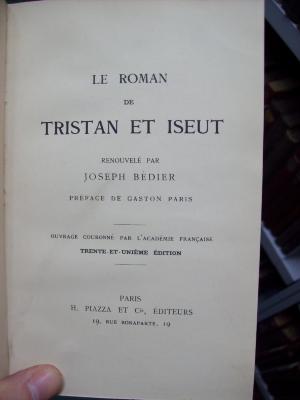 LE ROMAN
DE
TRISTAN ET ISEUT
RENOUVELÉ PAR
JOSEPH BÉDIER
PRÉFACE DE GASTON PARIS
OUVRAGE COURONNÉ PAR L'ACADÉMIE FRANÇAISE
TRENTE-ET-UNIÈME ÉDITION
PARIS
H. PIAZZA ET Cie, ÉDITEURS
19, RUE BONAPARTE, 19